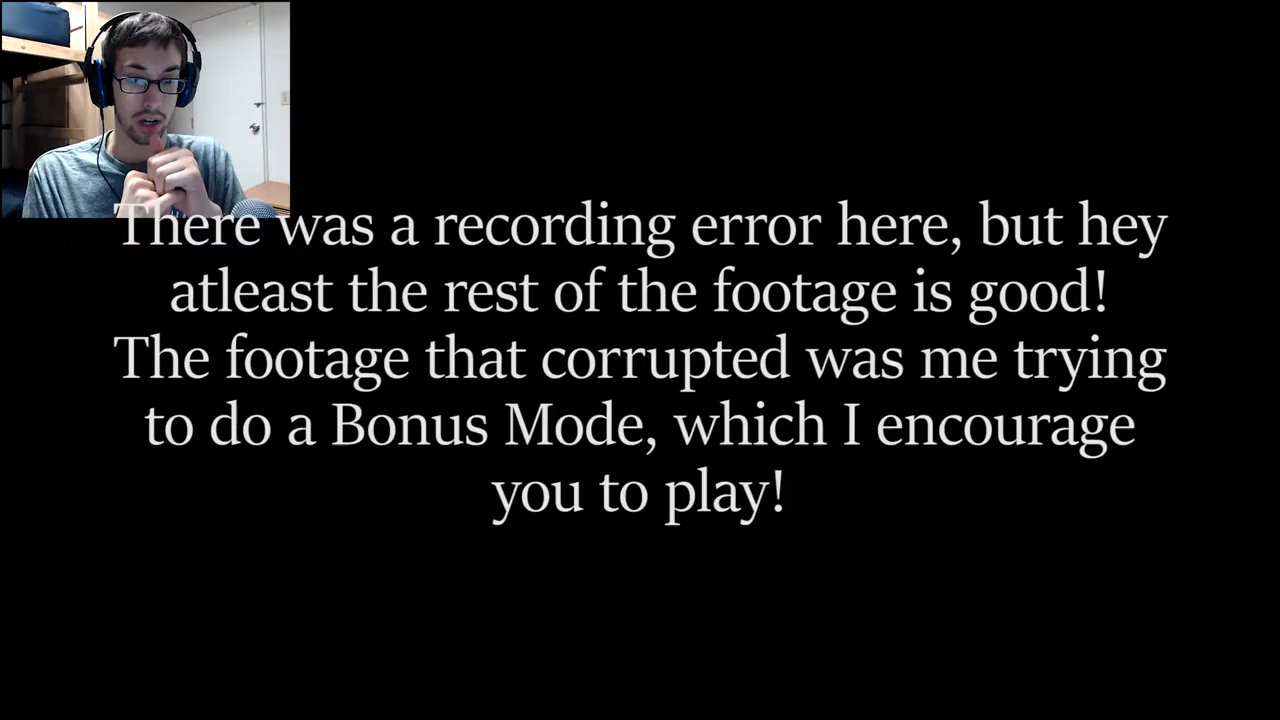 There was a recording error here, but hey
atleast the rest of the footage is good!
The footage that corrupted was me trying
to do a Bonus Mode, which I encourage
you to play!